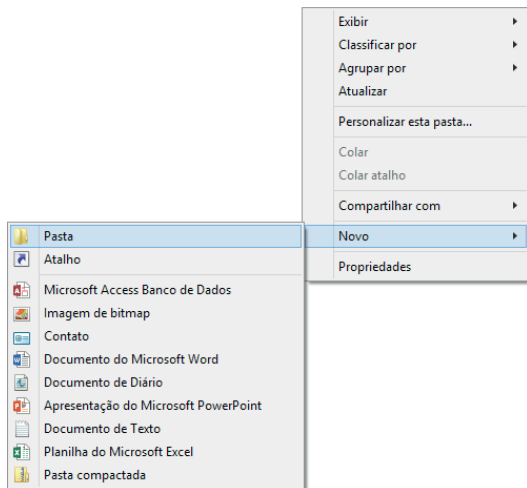 Exibir
Classificar por
Agrupar por
Atualizar
Personalizar esta pasta...
Colar
Colar atalho
Compartilhar com
Novo
Propriedades
Pasta
Atalho
Microsoft Access Banco de Dados
Imagem de bitmap
Contato
Documento do Microsoft Word
Documento de Diário
Apresentação do Microsoft PowerPoint
Documento de Texto
Planilha do Microsoft Excel
Pasta compactada